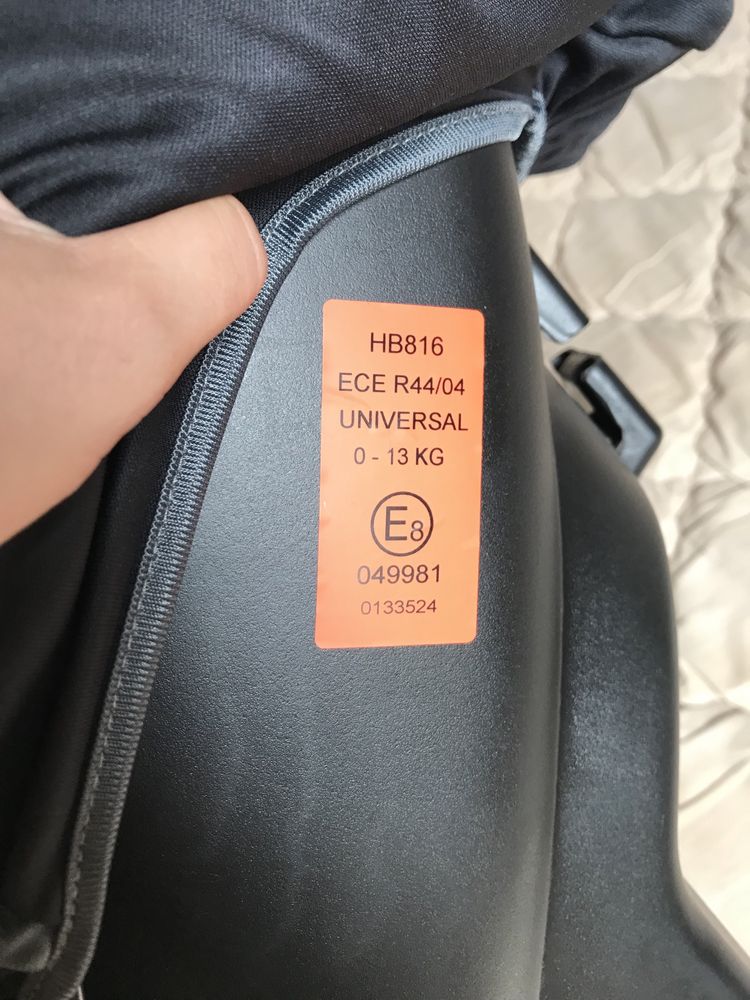 HB816
ECE R44/04
UNIVERSAL
0 - 13 KG
E8
049981
0133524